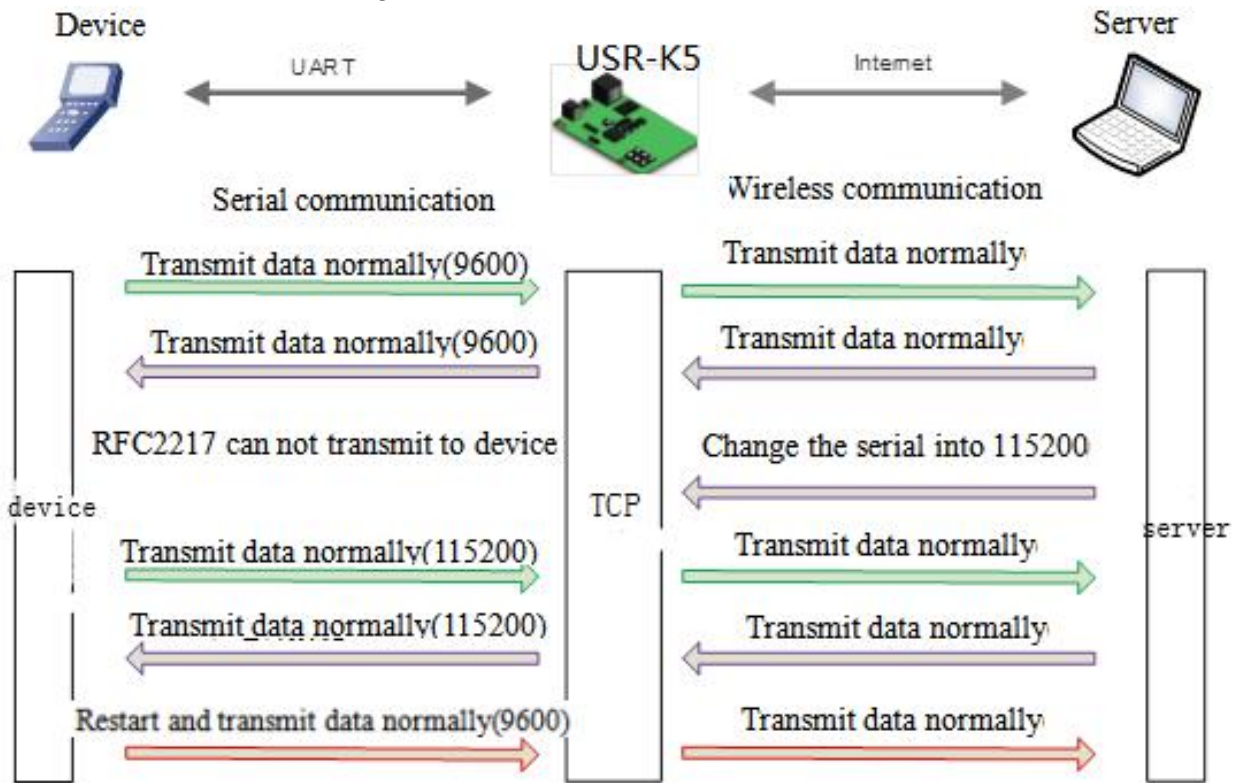 Device
Server
UART
USR-K5
Internet
Serial communication
Wireless communication
Transmit data normally(9600)
Transmit data normally(
Transmit data normally(9600)
Transmit data normally(
RFC2217 can not transmit to device
Change the serial into 115200
device
TCP
server
Transmit data normally(115200)
Transmit data normally(
Transmit data normally(115200)
Transmit data normally(
Restart and transmit data normally(9600)
Transmit data normally(